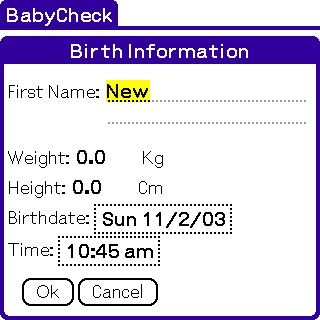 BabyCheck
Birth Information
First Name: New
Weight: 0.0 Kg
Height: 0.0 Cm
Birthdate: Sun 11/2/03
Time: 10:45 am
Ok Cancel